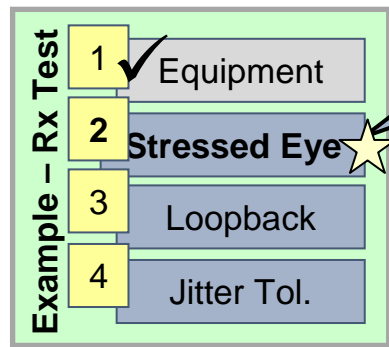 Example – Rx Test
1 Equipment
2 Stressed Eye
3 Loopback
4 Jitter Tol.